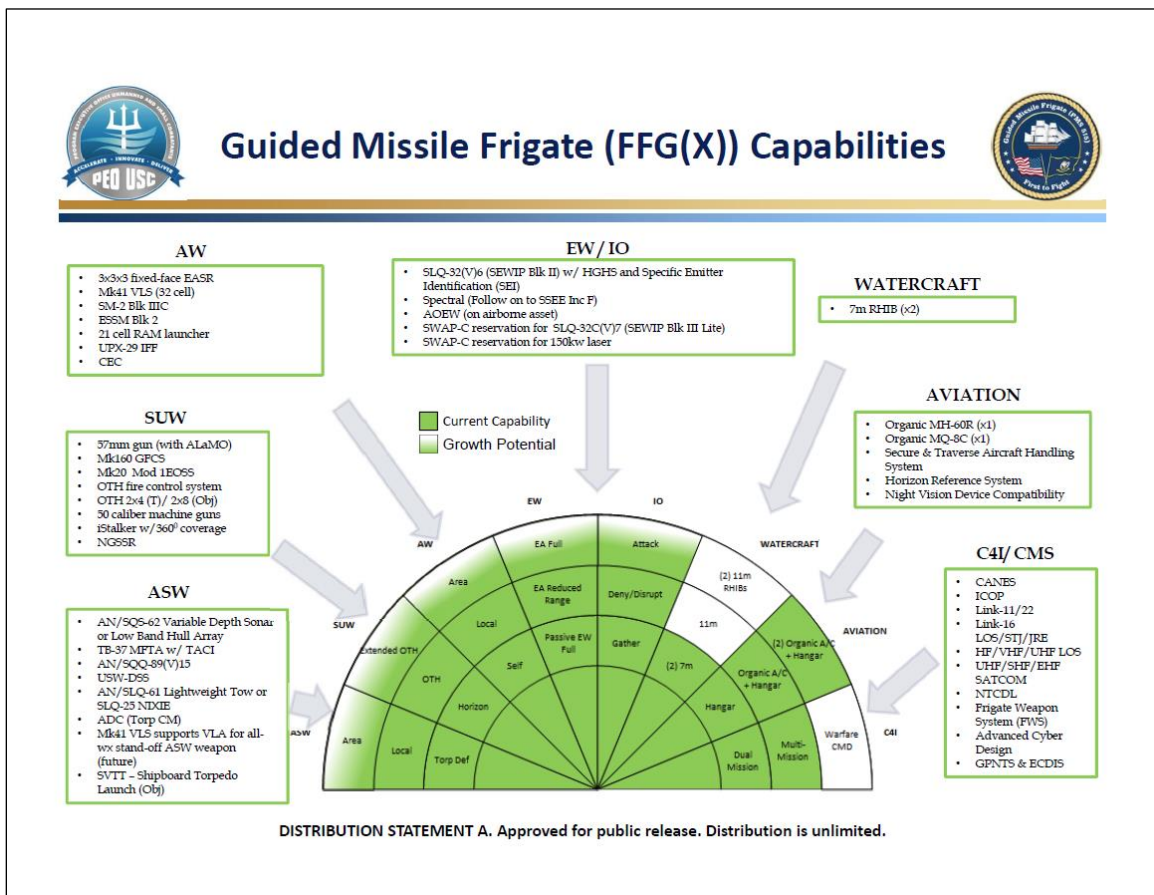 Guided Missile Frigate (FFG(X)) Capabilities
ACCELERATE - INNOVATE - DELIVER
PEO USC
Guided Missile Frigate (PMS 515)
First to Fight
AW
• 3x3x3 fixed-face EASR
• Mk41 VLS (32 cell)
• SM-2 Blk IIIC
• ESSM Blk 2
• 21 cell RAM launcher
• UPX-29 IFF
• CEC
EW / IO
• SLQ-32(V)6 (SEWIP Blk II) w/ HGHS and Specific Emitter
Identification (SEI)
• Spectral (Follow on to SSEE Inc F)
• AOEW (on airborne asset)
• SWAP-C reservation for SLQ-32C(V)7 (SEWIP Blk III Lite)
• SWAP-C reservation for 150kw laser
WATERCRAFT
• 7m RHIB (x2)
SUW
• 57mm gun (with ALaMO)
• Mk160 GFCS
• Mk20 Mod 1EOSS
• OTH fire control system
• OTH 2x4 (T)/ 2x8 (Obj)
• 50 caliber machine guns
• iStalker w/360⁰ coverage
• NGSSR
Current Capability
Growth Potential
AVIATION
• Organic MH-60R (x1)
• Organic MQ-8C (x1)
• Secure & Traverse Aircraft Handling
System
• Horizon Reference System
• Night Vision Device Compatibility
ASW
• AN/SQS-62 Variable Depth Sonar
or Low Band Hull Array
• TB-37 MFTA w/ TACI
• AN/SQQ-89(V)15
• USW-DSS
• AN/SLQ-61 Lightweight Tow or
SLQ-25 NIXIE
• ADC (Torp CM)
• Mk41 VLS supports VLA for all-
wx stand-off ASW weapon
(future)
• SVTT – Shipboard Torpedo
Launch (Obj)
C4I/ CMS
• CANES
• ICOP
• Link-11/22
• Link-16
LOS/STJ/JRE
• HF/VHF/UHF LOS
• UHF/SHF/EHF
SATCOM
• NTCDL
• Frigate Weapon
System (FWS)
• Advanced Cyber
Design
• GPNTS & ECDIS
ASW
Area
Local
Torp Def
SUW
Extended OTH
OTH
Horizon
AW
Area
Local
Self
EW
EA Full
EA Reduced
Range
Passive EW
Full
IO
Attack
Deny/Disrupt
Gather
WATERCRAFT
(2) 11m
RHIBs
11m
(2) 7m
AVIATION
(2) Organic A/C
+ Hangar
Organic A/C
+ Hangar
Hangar
C4I
Warfare
CMD
Multi-
Mission
Dual
Mission
DISTRIBUTION STATEMENT A. Approved for public release. Distribution is unlimited.